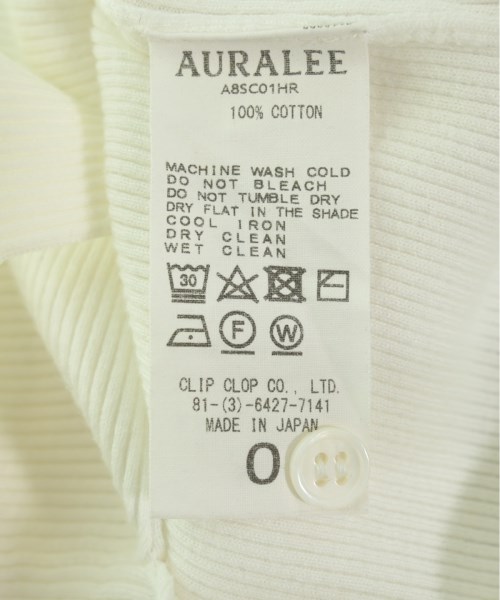 AURALEE
A8SC01HR
100% COTTON
MACHINE WASH COLD
DO NOT BLEACH
DO NOT TUMBLE DRY
DRY FLAT IN THE SHADE
COOL IRON
DRY CLEAN
WET CLEAN
30
F W
CLIP CLOP CO., LTD.
81-(3)-6427-7141
MADE IN JAPAN
0